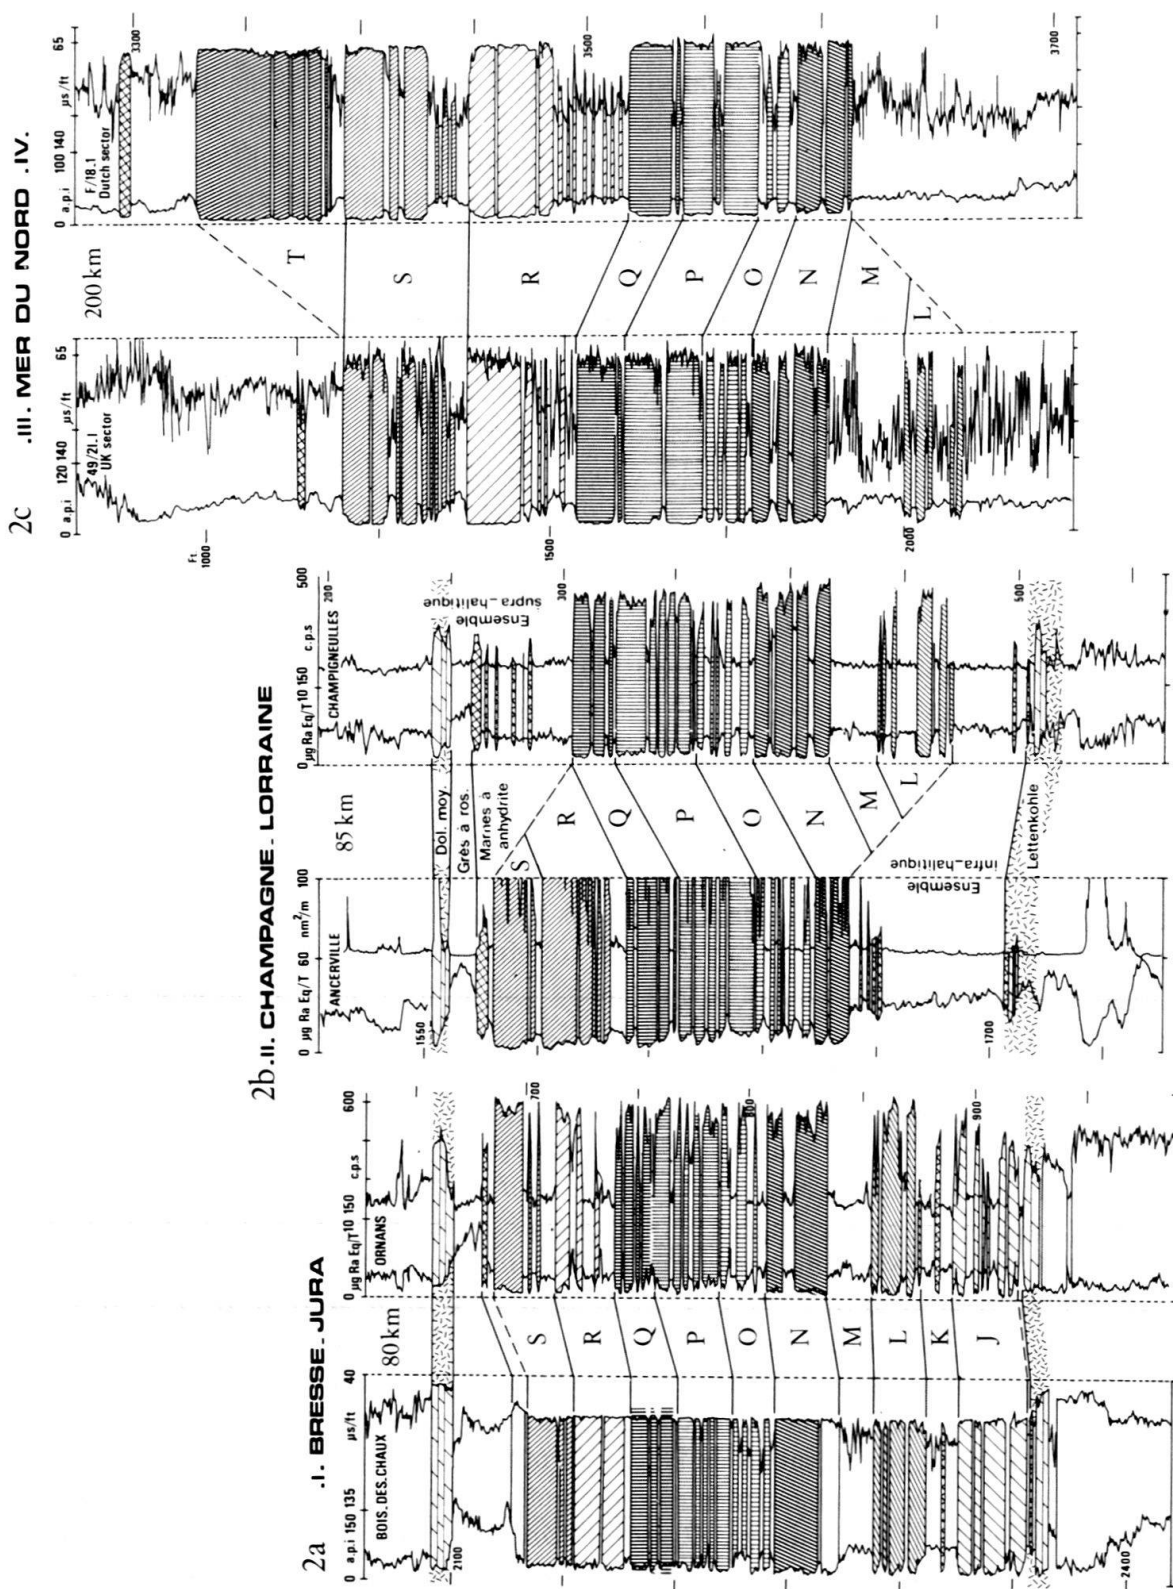 2a .I. BRESSE_JURA
80 km
0 a.p.i 150 135 µs/ft 40
BOIS.DES.CHAUX
2100
2400
S
R
Q
P
O
N
M
L
K
J
0 µg Ra Eq/T 10 150 c.p.s 600
ORNANS
700
800
900
2b.II. CHAMPAGNE_LORRAINE
85 km
0 µg Ra Eq/T 60 nm²/m 100
ANCERVILLE
1550
1700
Dol. moy.
Grès à ros.
Marnes à
anhydrite
S
R
Q
P
O
N
M
L
Ensemble
infra-halitique
Lettenkohle
0 µg Ra Eq/T 10 150 c.p.s 500
CHAMPIGNEULLES
200
300
500
Ensemble
supra-halitique
2c .III. MER DU NORD .IV.
200 km
0 a.p.i 120 140 µs/ft 65
49/21.1
UK sector
Ft
1000
1500
2000
T
S
R
Q
P
O
N
M
L
0 a.p.i 100 140 µs/ft 65
F/18.1
Dutch sector
3300
3500
3700